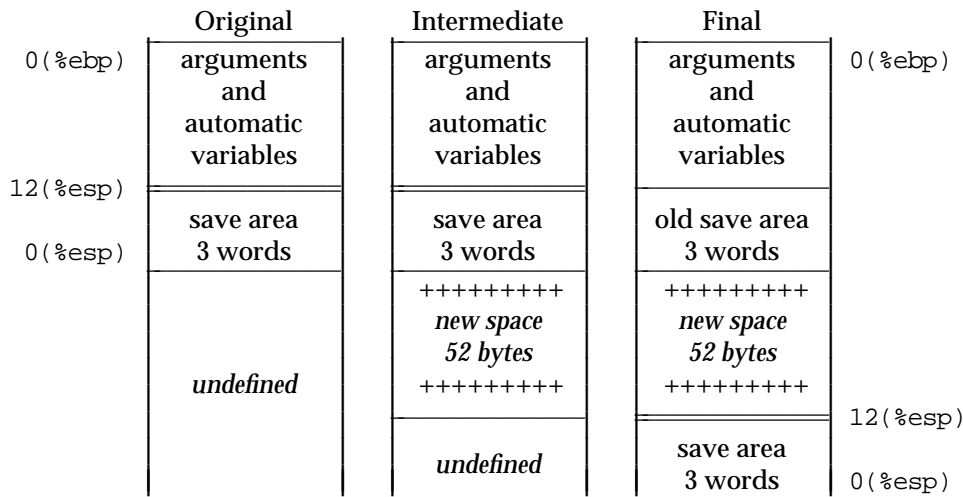 Original Intermediate Final
0(%ebp) arguments arguments arguments 0(%ebp)
and and and
automatic automatic automatic
variables variables variables
12(%esp)
save area save area old save area
0(%esp) 3 words 3 words 3 words
+++++++++ +++++++++
new space new space
52 bytes 52 bytes
undefined +++++++++ +++++++++
12(%esp)
undefined save area
3 words 0(%esp)